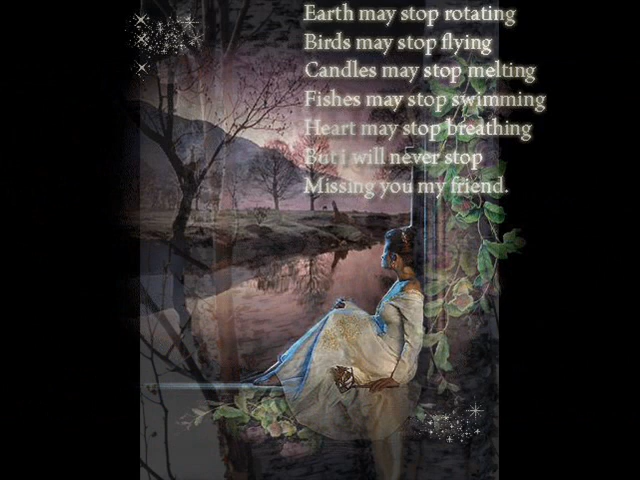 Earth may stop rotating
Birds may stop flying
Candles may stop melting
Fishes may stop swimming
Heart may stop breathing
But i will never stop
Missing you my friend.